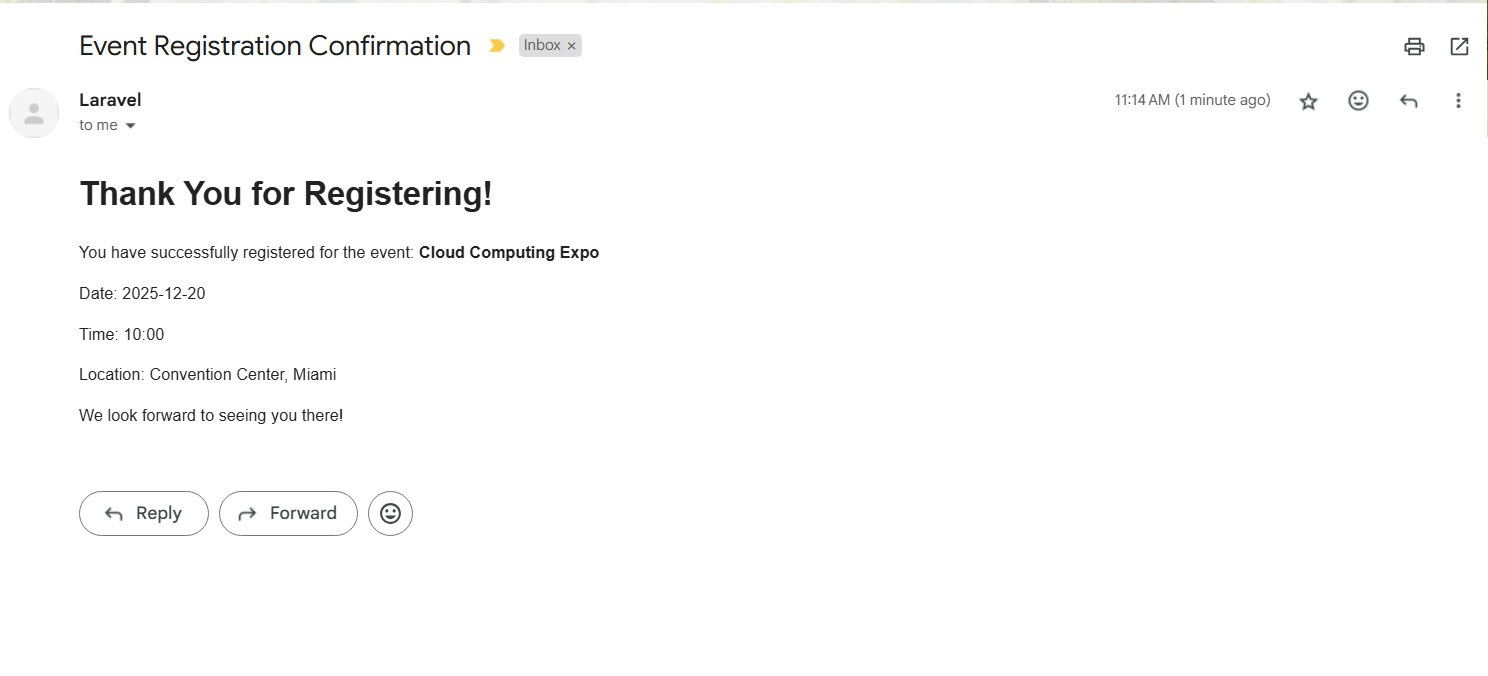 Event Registration Confirmation Inbox ×
Laravel 11:14 AM (1 minute ago)
to me
Thank You for Registering!
You have successfully registered for the event: Cloud Computing Expo
Date: 2025-12-20
Time: 10:00
Location: Convention Center, Miami
We look forward to seeing you there!
Reply Forward